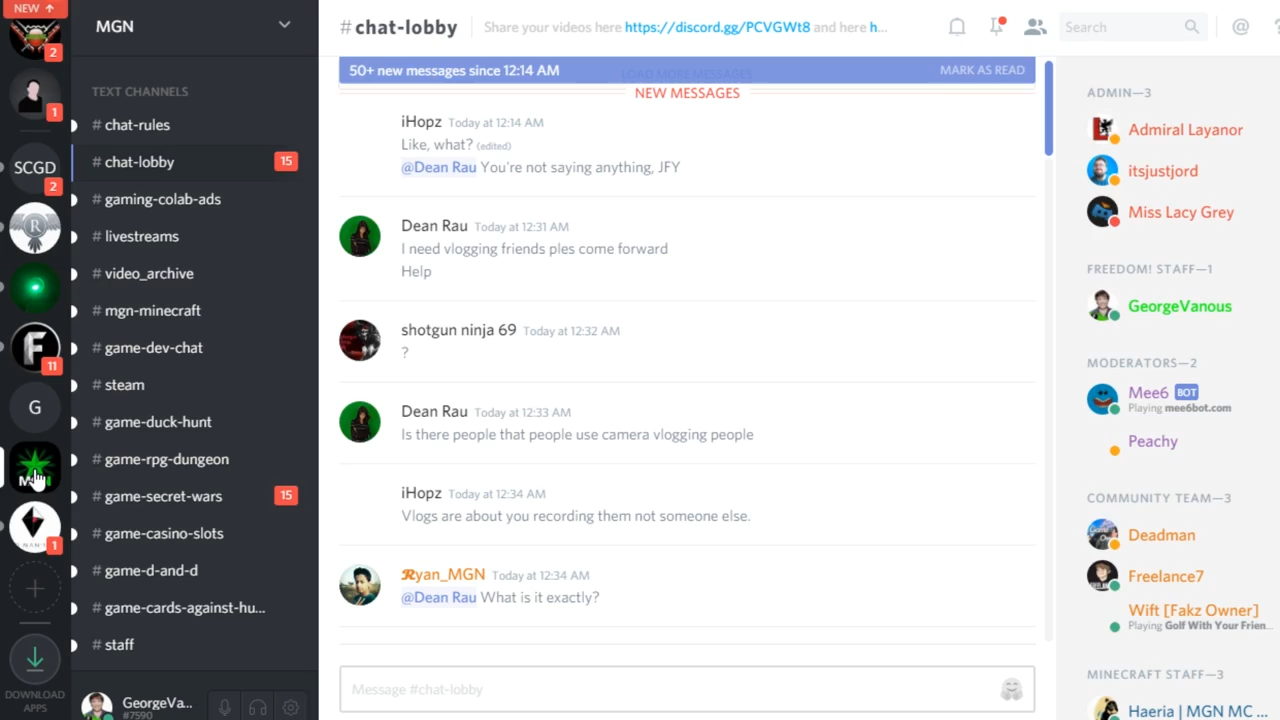 NEW ↑
2
1
SCGD
2
R
F
11
G
1
DOWNLOAD
APPS
MGN
TEXT CHANNELS
# chat-rules
# chat-lobby 15
# gaming-colab-ads
# livestreams
# video_archive
# mgn-minecraft
# game-dev-chat
# steam
# game-duck-hunt
# game-rpg-dungeon
# game-secret-wars 15
# game-casino-slots
# game-d-and-d
# game-cards-against-hu...
# staff
GeorgeVa...
#7590
# chat-lobby
Share your videos here https://discord.gg/PCVGWt8 and here h...
Search
@
?
50+ new messages since 12:14 AM
LOAD MORE MESSAGES
MARK AS READ
NEW MESSAGES
iHopz Today at 12:14 AM
Like, what? (edited)
@Dean Rau You're not saying anything, JFY
Dean Rau Today at 12:31 AM
I need vlogging friends ples come forward
Help
shotgun ninja 69 Today at 12:32 AM
?
Dean Rau Today at 12:33 AM
Is there people that people use camera vlogging people
iHopz Today at 12:34 AM
Vlogs are about you recording them not someone else.
Ryan_MGN Today at 12:34 AM
@Dean Rau What is it exactly?
Message #chat-lobby
ADMIN—3
Admiral Layanor
itsjustjord
Miss Lacy Grey
FREEDOM! STAFF—1
GeorgeVanous
MODERATORS—2
Mee6 BOT
Playing mee6bot.com
Peachy
COMMUNITY TEAM—3
Deadman
Freelance7
Wift [Fakz Owner]
Playing Golf With Your Frien...
MINECRAFT STAFF—3
Haeria | MGN MC ...